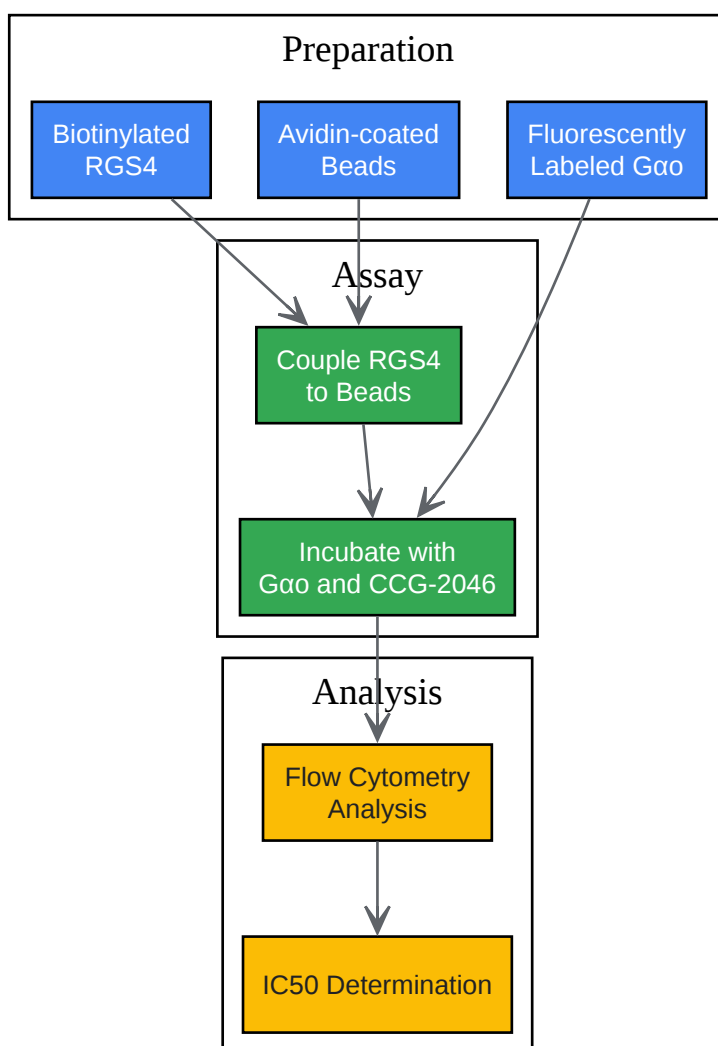 Preparation
Biotinylated
RGS4
Avidin-coated
Beads
Fluorescently
Labeled Gαo
Assay
Couple RGS4
to Beads
Incubate with
Gαo and CCG-2046
Analysis
Flow Cytometry
Analysis
IC50 Determination